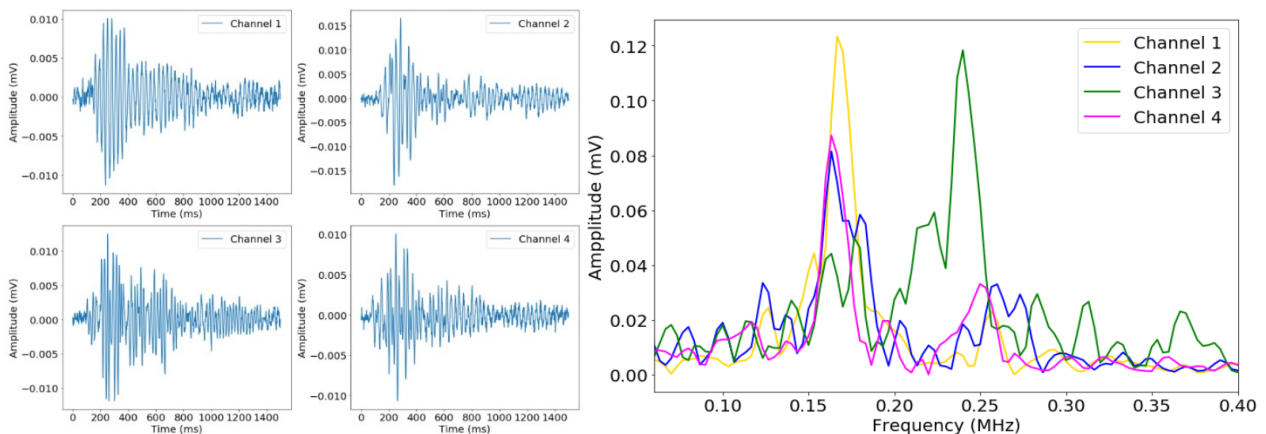 Channel 1
0.010
0.005
0.000
−0.005
−0.010
Amplitude (mV)
0 200 400 600 800 1000 1200 1400
Time (ms)
Channel 2
0.015
0.010
0.005
0.000
−0.005
−0.010
−0.015
Amplitude (mV)
0 200 400 600 800 1000 1200 1400
Time (ms)
Channel 3
0.010
0.005
0.000
−0.005
−0.010
Amplitude (mV)
0 200 400 600 800 1000 1200 1400
Time (ms)
Channel 4
0.010
0.005
0.000
−0.005
−0.010
Amplitude (mV)
0 200 400 600 800 1000 1200 1400
Time (ms)
Channel 1
Channel 2
Channel 3
Channel 4
0.12
0.10
0.08
0.06
0.04
0.02
0.00
Ampplitude (mV)
0.10 0.15 0.20 0.25 0.30 0.35 0.40
Frequency (MHz)